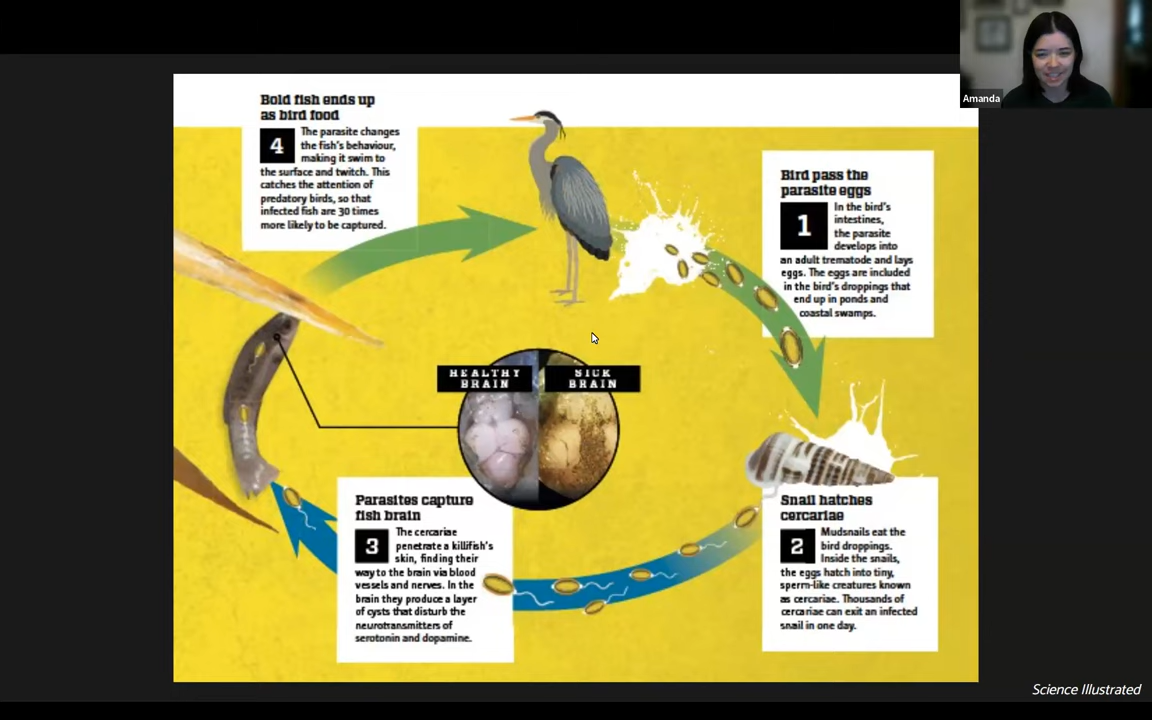 Amanda
Bold fish ends up
as bird food
4
The parasite changes
the fish's behaviour,
making it swim to
the surface and twitch. This
catches the attention of
predatory birds, so that
infected fish are 30 times
more likely to be captured.
Bird pass the
parasite eggs
1
In the bird's
intestines,
the parasite
develops into
an adult trematode and lays
eggs. The eggs are included
in the bird's droppings that
end up in ponds and
coastal swamps.
HEALTHY
BRAIN
SICK
BRAIN
Snail hatches
cercariae
2
Mudsnails eat the
bird droppings.
Inside the snails,
the eggs hatch into tiny,
sperm-like creatures known
as cercariae. Thousands of
cercariae can exit an infected
snail in one day.
Parasites capture
fish brain
3
The cercariae
penetrate a killifish's
skin, finding their
way to the brain via blood
vessels and nerves. In the
brain they produce a layer
of cysts that disturb the
neurotransmitters of
serotonin and dopamine.
Science Illustrated